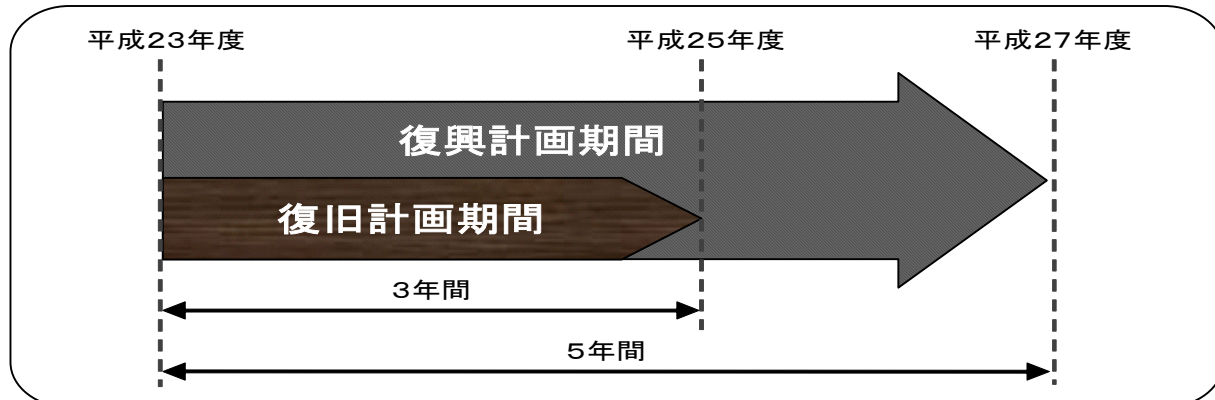 平成23年度
平成25年度
平成27年度
復興計画期間
復旧計画期間
3年間
5年間